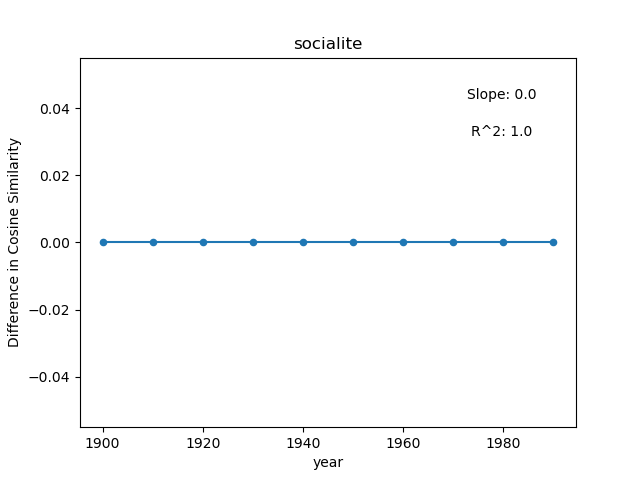 socialite
Slope: 0.0
R^2: 1.0
Difference in Cosine Similarity
0.04
0.02
0.00
−0.02
−0.04
1900 1920 1940 1960 1980
year